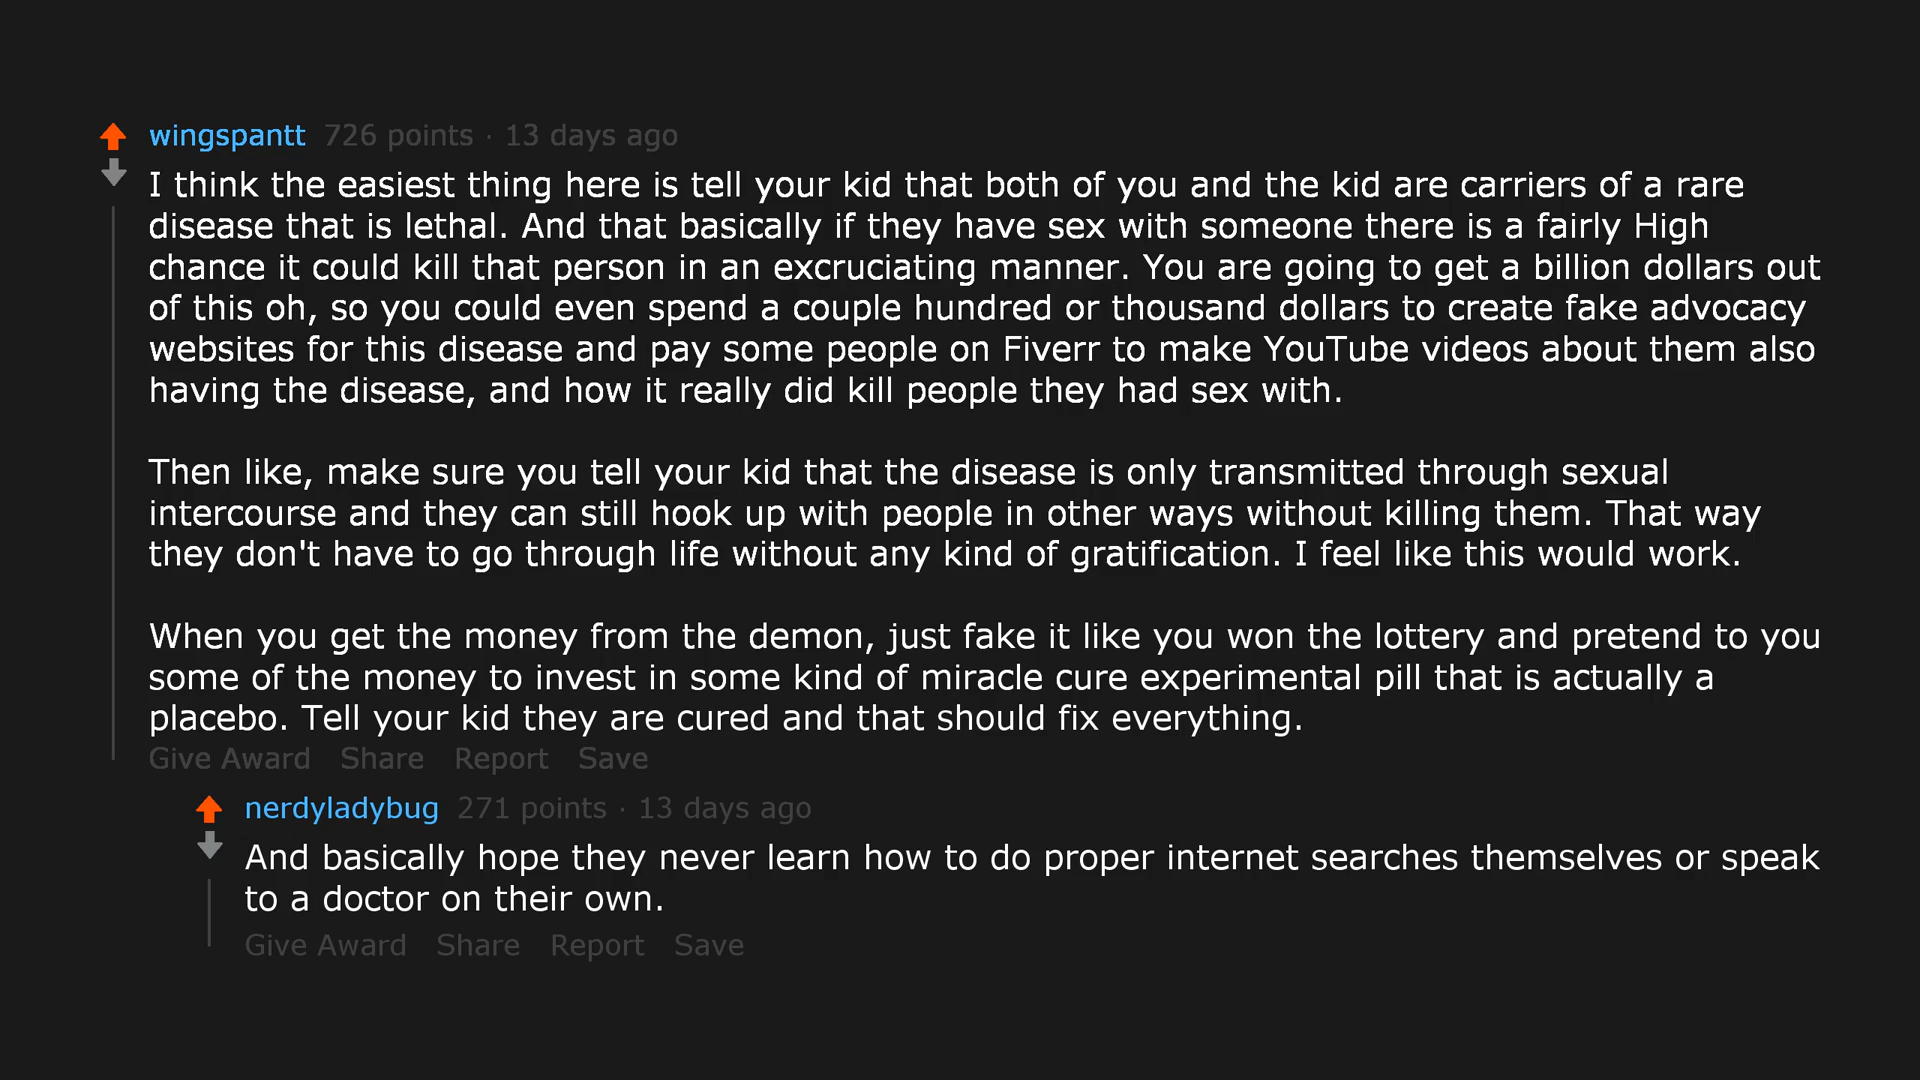 wingspantt 726 points · 13 days ago
I think the easiest thing here is tell your kid that both of you and the kid are carriers of a rare
disease that is lethal. And that basically if they have sex with someone there is a fairly High
chance it could kill that person in an excruciating manner. You are going to get a billion dollars out
of this oh, so you could even spend a couple hundred or thousand dollars to create fake advocacy
websites for this disease and pay some people on Fiverr to make YouTube videos about them also
having the disease, and how it really did kill people they had sex with.
Then like, make sure you tell your kid that the disease is only transmitted through sexual
intercourse and they can still hook up with people in other ways without killing them. That way
they don't have to go through life without any kind of gratification. I feel like this would work.
When you get the money from the demon, just fake it like you won the lottery and pretend to you
some of the money to invest in some kind of miracle cure experimental pill that is actually a
placebo. Tell your kid they are cured and that should fix everything.
Give Award Share Report Save
nerdyladybug 271 points · 13 days ago
And basically hope they never learn how to do proper internet searches themselves or speak
to a doctor on their own.
Give Award Share Report Save